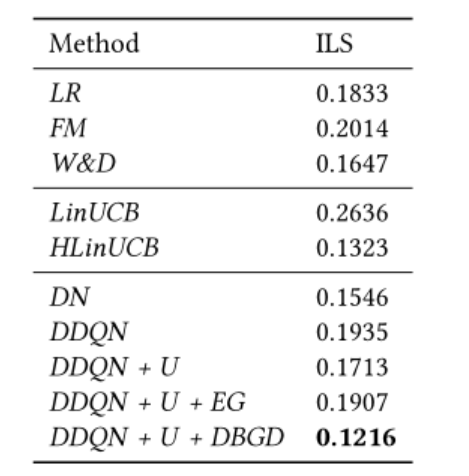 Method ILS
LR 0.1833
FM 0.2014
W&D 0.1647
LinUCB 0.2636
HLinUCB 0.1323
DN 0.1546
DDQN 0.1935
DDQN + U 0.1713
DDQN + U + EG 0.1907
DDQN + U + DBGD 0.1216